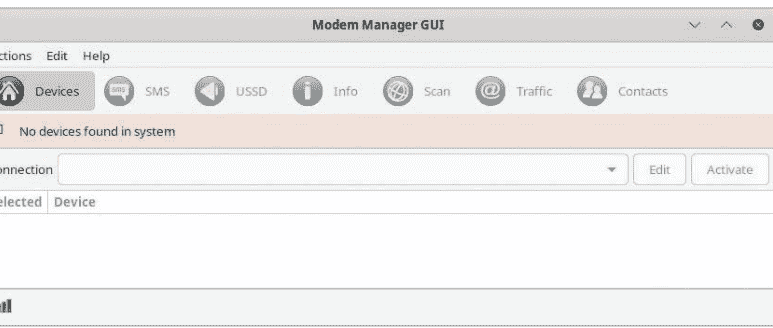 Modem Manager GUI
ctions Edit Help
Devices SMS USSD Info Scan Traffic Contacts
No devices found in system
onnection Edit Activate
elected Device